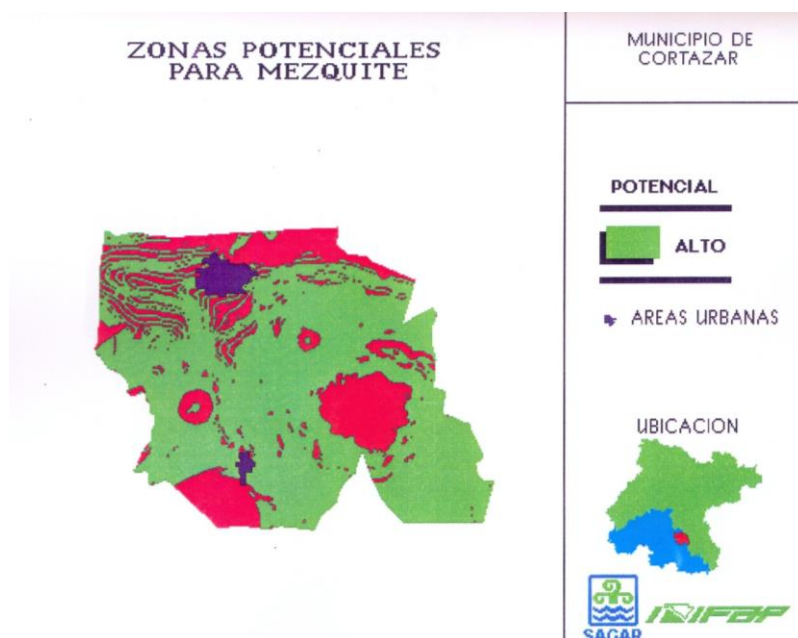 ZONAS POTENCIALES
PARA MEZQUITE
MUNICIPIO DE
CORTAZAR
POTENCIAL
ALTO
AREAS URBANAS
UBICACION
SAGAR
INIFAP